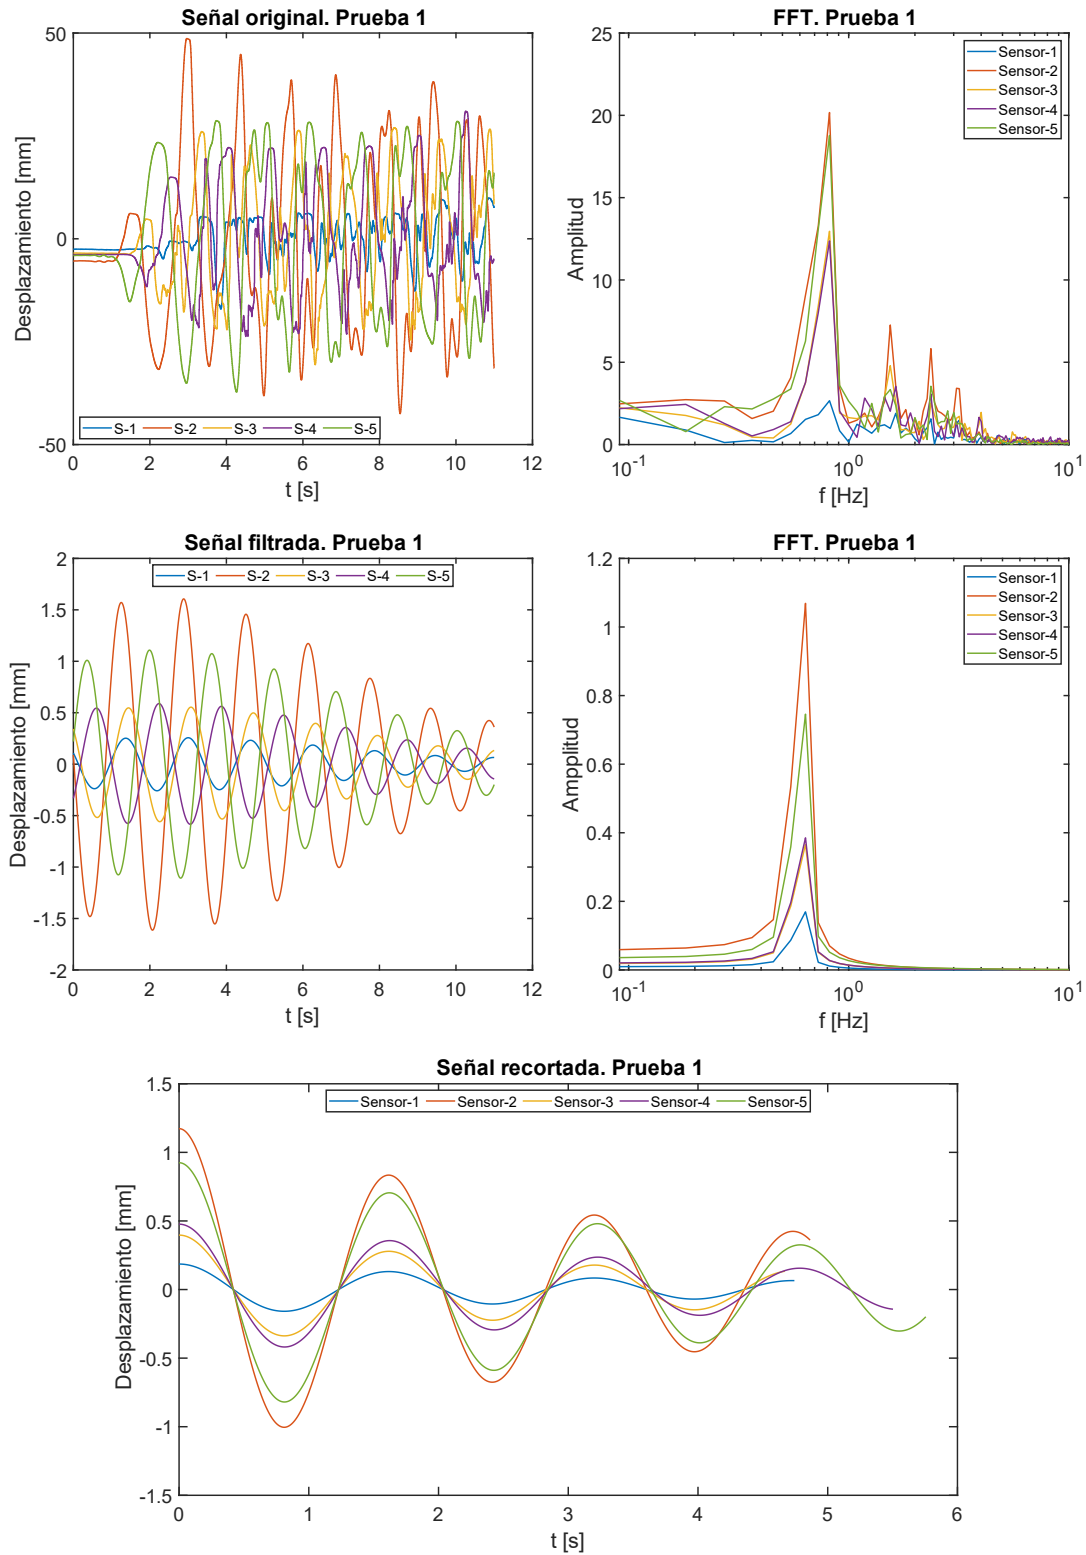 Señal original. Prueba 1
Desplazamiento [mm]
50
0
-50
S-1 S-2 S-3 S-4 S-5
0 2 4 6 8 10 12
t [s]
FFT. Prueba 1
Amplitud
25
20
15
10
5
0
Sensor-1
Sensor-2
Sensor-3
Sensor-4
Sensor-5
10^-1 10^0 10^1
f [Hz]
Señal filtrada. Prueba 1
Desplazamiento [mm]
2
1.5
1
0.5
0
-0.5
-1
-1.5
-2
S-1 S-2 S-3 S-4 S-5
0 2 4 6 8 10 12
t [s]
FFT. Prueba 1
Ampplitud
1.2
1
0.8
0.6
0.4
0.2
0
Sensor-1
Sensor-2
Sensor-3
Sensor-4
Sensor-5
10^-1 10^0 10^1
f [Hz]
Señal recortada. Prueba 1
Desplazamiento [mm]
1.5
1
0.5
0
-0.5
-1
-1.5
Sensor-1 Sensor-2 Sensor-3 Sensor-4 Sensor-5
0 1 2 3 4 5 6
t [s]